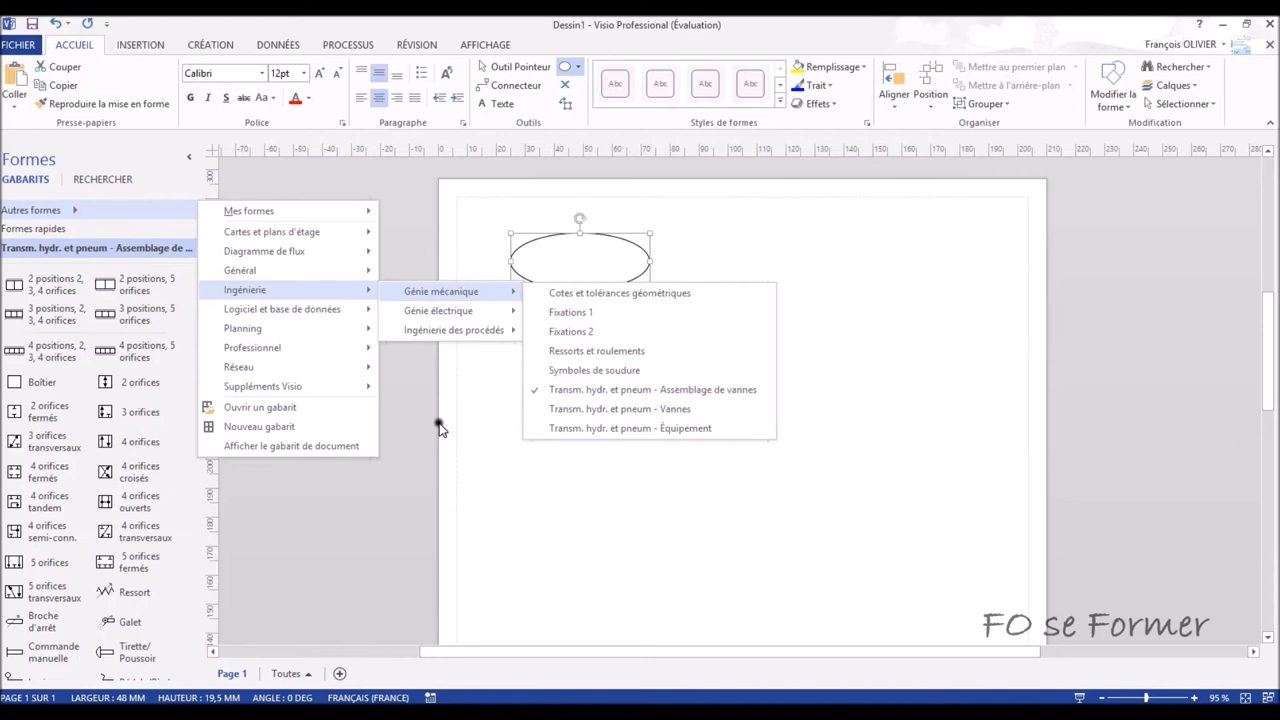 Dessin1 - Visio Professional (Évaluation)
FICHIER ACCUEIL INSERTION CRÉATION DONNÉES PROCESSUS RÉVISION AFFICHAGE François OLIVIER
Coller
Couper
Copier
Reproduire la mise en forme
Presse-papiers
Calibri 12pt
G I S abc Aa A
Police
Paragraphe
Outil Pointeur
Connecteur
A Texte
Outils
Abc Abc Abc Abc
Styles de formes
Remplissage
Trait
Effets
Aligner
Position
Mettre au premier plan
Mettre à l'arrière-plan
Grouper
Organiser
Modifier la forme
Rechercher
Calques
Sélectionner
Modification
Formes
GABARITS RECHERCHER
Autres formes
Formes rapides
Transm. hydr. et pneum - Assemblage de ...
2 positions 2, 3, 4 orifices
2 positions, 5 orifices
3 positions 2, 3, 4 orifices
3 positions, 5 orifices
4 positions, 2, 3, 4 orifices
4 positions, 5 orifices
Boîtier
2 orifices
2 orifices fermés
3 orifices
3 orifices transversaux
4 orifices
4 orifices fermés
4 orifices croisés
4 orifices tandem
4 orifices ouverts
4 orifices semi-conn.
4 orifices transversaux
5 orifices
5 orifices fermés
5 orifices transversaux
Ressort
Broche d'arrêt
Galet
Commande manuelle
Tirette/Poussoir
Mes formes
Cartes et plans d'étage
Diagramme de flux
Général
Ingénierie
Logiciel et base de données
Planning
Professionnel
Réseau
Suppléments Visio
Ouvrir un gabarit
Nouveau gabarit
Afficher le gabarit de document
Génie mécanique
Génie électrique
Ingénierie des procédés
Cotes et tolérances géométriques
Fixations 1
Fixations 2
Ressorts et roulements
Symboles de soudure
Transm. hydr. et pneum - Assemblage de vannes
Transm. hydr. et pneum - Vannes
Transm. hydr. et pneum - Équipement
FO se Former
Page 1 Toutes
PAGE 1 SUR 1 LARGEUR : 48 MM HAUTEUR : 19,5 MM ANGLE : 0 DEG FRANÇAIS (FRANCE) 95 %